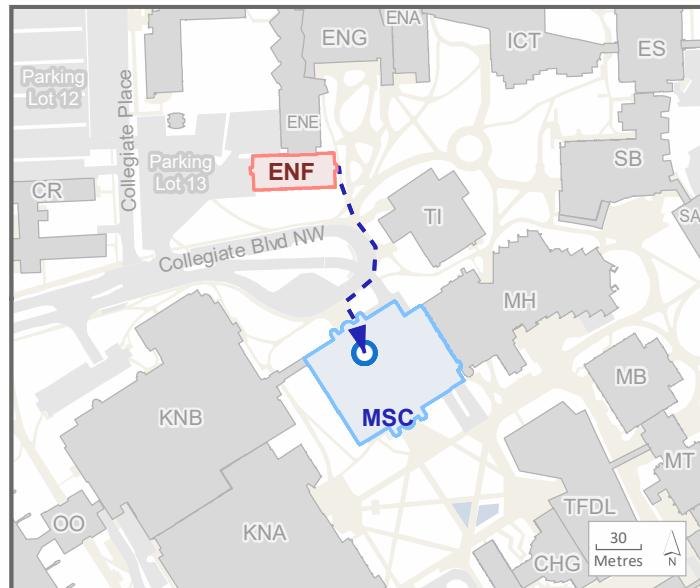 ENG
ENA
ICT
ES
Parking
Lot 12
Collegiate Place
ENE
Parking
Lot 13
ENF
SB
CR
TI
SA
Collegiate Blvd NW
MH
MB
KNB
MSC
MT
TFDL
OO
KNA
CHG
30
Metres
N